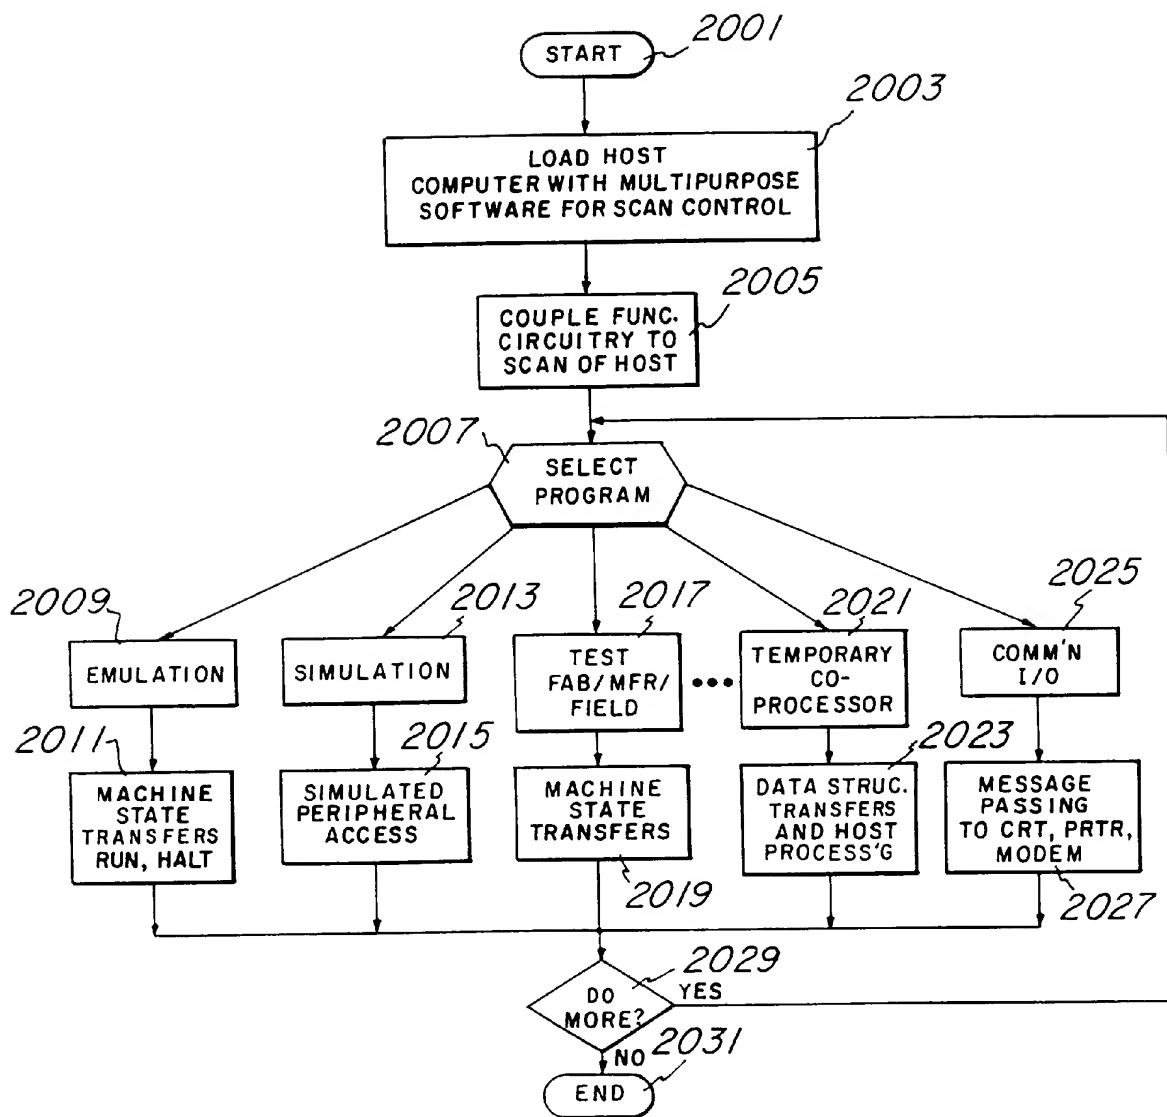 2001
START
2003
LOAD HOST
COMPUTER WITH MULTIPURPOSE
SOFTWARE FOR SCAN CONTROL
2005
COUPLE FUNC.
CIRCUITRY TO
SCAN OF HOST
2007
SELECT
PROGRAM
2009
EMULATION
2011
MACHINE
STATE
TRANSFERS
RUN, HALT
2013
SIMULATION
2015
SIMULATED
PERIPHERAL
ACCESS
2017
TEST
FAB/MFR/
FIELD
MACHINE
STATE
TRANSFERS
2019
•••
2021
TEMPORARY
CO-
PROCESSOR
2023
DATA STRUC.
TRANSFERS
AND HOST
PROCESS'G
2025
COMM'N
I/O
MESSAGE
PASSING
TO CRT, PRTR,
MODEM
2027
2029
DO
MORE?
YES
NO
2031
END